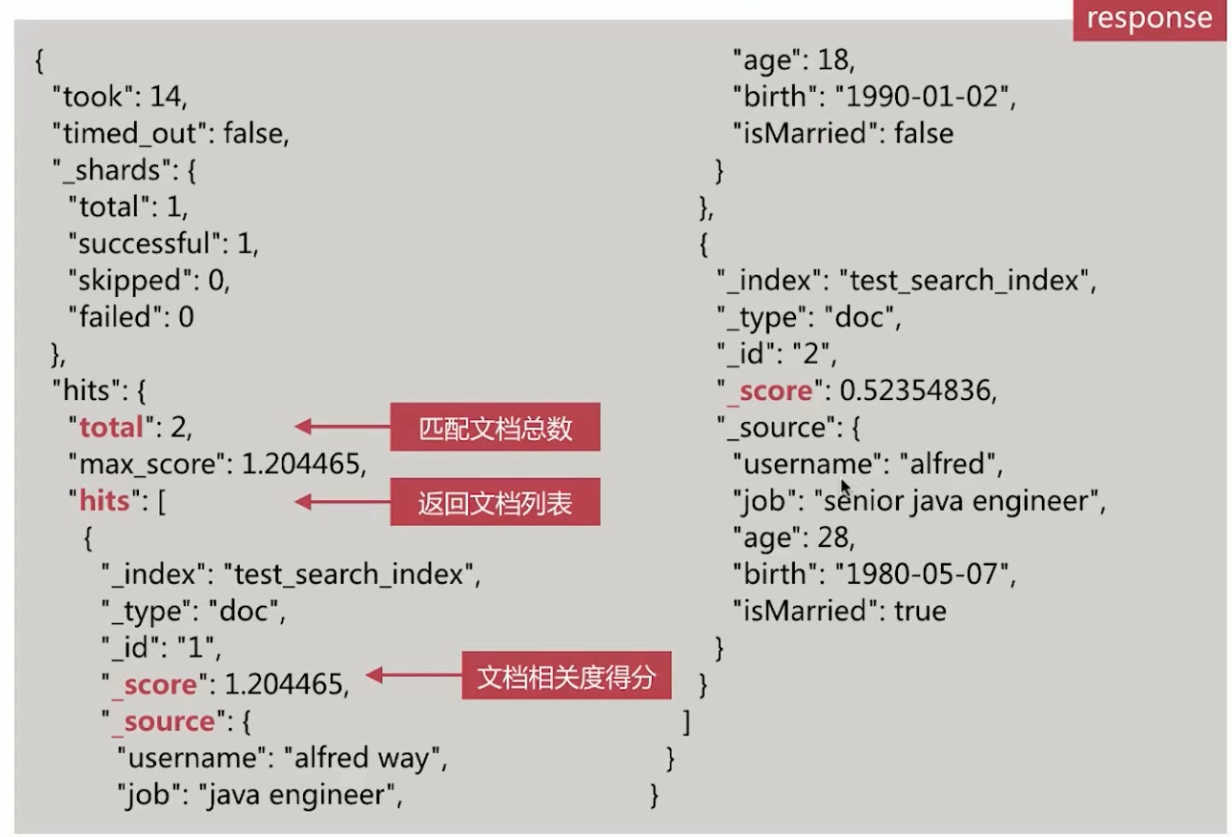 response
{
"took": 14,
"timed_out": false,
"_shards": {
"total": 1,
"successful": 1,
"skipped": 0,
"failed": 0
},
"hits": {
"total": 2,
匹配文档总数
"max_score": 1.204465,
"hits": [
返回文档列表
{
"_index": "test_search_index",
"_type": "doc",
"_id": "1",
"_score": 1.204465,
文档相关度得分
"_source": {
"username": "alfred way",
"job": "java engineer",
"age": 18,
"birth": "1990-01-02",
"isMarried": false
}
},
{
"_index": "test_search_index",
"_type": "doc",
"_id": "2",
"_score": 0.52354836,
"_source": {
"username": "alfred",
"job": "senior java engineer",
"age": 28,
"birth": "1980-05-07",
"isMarried": true
}
}
]
}
}